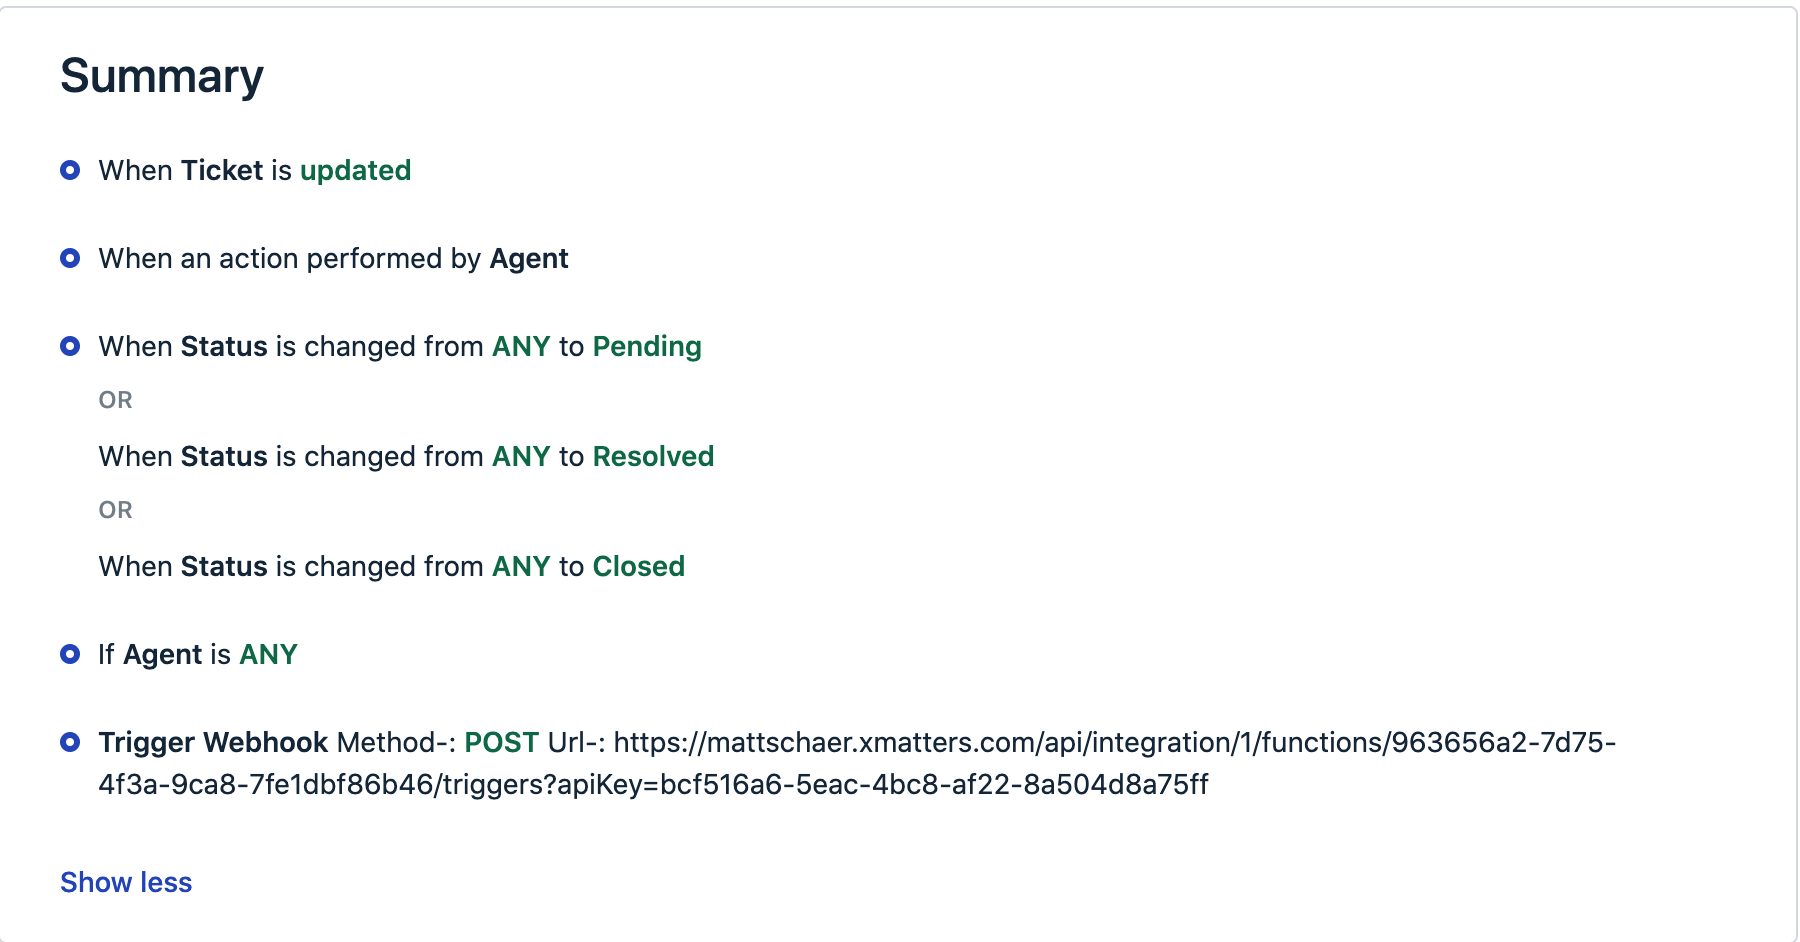 Summary
When Ticket is updated
When an action performed by Agent
When Status is changed from ANY to Pending
OR
When Status is changed from ANY to Resolved
OR
When Status is changed from ANY to Closed
If Agent is ANY
Trigger Webhook Method-: POST Url-: https://mattschaer.xmatters.com/api/integration/1/functions/963656a2-7d75-
4f3a-9ca8-7fe1dbf86b46/triggers?apiKey=bcf516a6-5eac-4bc8-af22-8a504d8a75ff
Show less